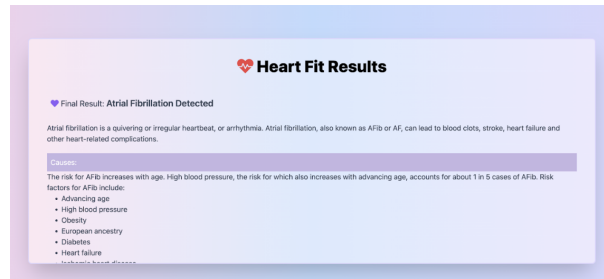 Heart Fit Results
Final Result: Atrial Fibrillation Detected
Atrial fibrillation is a quivering or irregular heartbeat, or arrhythmia. Atrial fibrillation, also known as AFib or AF, can lead to blood clots, stroke, heart failure and
other heart-related complications.
Causes:
The risk for AFib increases with age. High blood pressure, the risk for which also increases with advancing age, accounts for about 1 in 5 cases of AFib. Risk
factors for AFib include:
• Advancing age
• High blood pressure
• Obesity
• European ancestry
• Diabetes
• Heart failure
• Ischemic heart disease